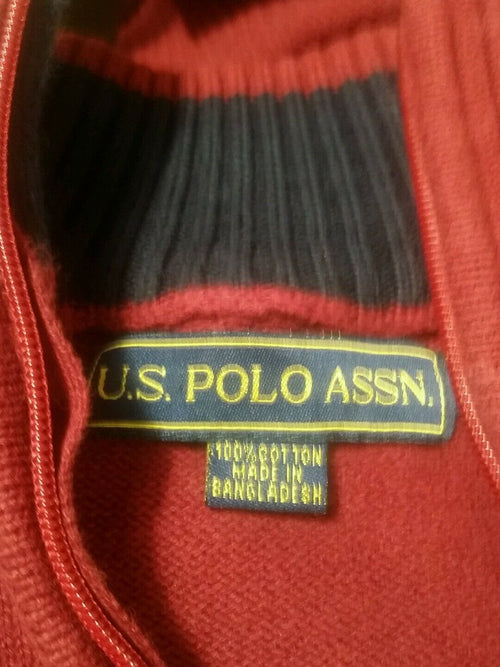 U.S. POLO ASSN.
100% COTTON
MADE IN
BANGLADESH